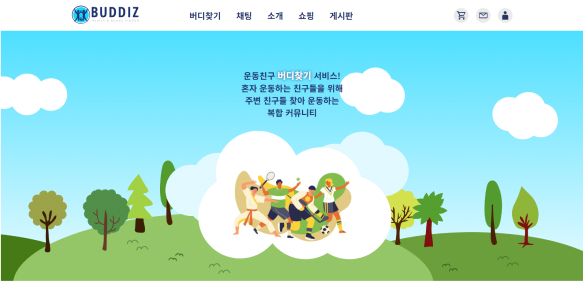 BUDDIZ
버디찾기 채팅 소개 쇼핑 게시판
운동친구 버디찾기 서비스!
혼자 운동하는 친구들을 위해
주변 친구들 찾아 운동하는
복합 커뮤니티